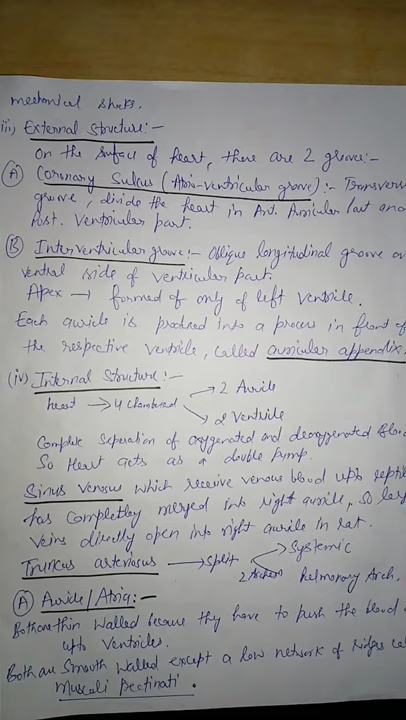 mechanical shocks.
iii) External Structure:-
On the surface of heart, there are 2 grooves:-
(A) Coronary Sulcus (Atrio-ventricular groove):- Transvers
groove, divide the heart in Ant. Auricular part and
Post. Ventricular part.
(B) Interventricular groove:- Oblique longitudinal groove on
ventral side of ventricular part.
Apex → formed of only of left ventricle.
Each auricle is produced into a process in front of
the respective ventricle, called auricular appendix.
(iv) Internal Structure:-
heart → 4 chambered → 2 Auricle
→ 2 Ventricle
Complete Seperation of oxygenated and deoxygenated blood
So Heart acts as a double pump.
Sinus Venosus which receive venous blood upto reptile
has completley merged into right auricle, so large
Veins directly open into right auricle in rat.
Truncus arteriosus → split → Systemic
2 Arches Pulmonary Arch.
(A) Auricle/Atria:-
Both are thin walled because they have to push the blood
upto Ventricles.
Both are Smooth walled except a low network of ridges
Musculi Pectinati.